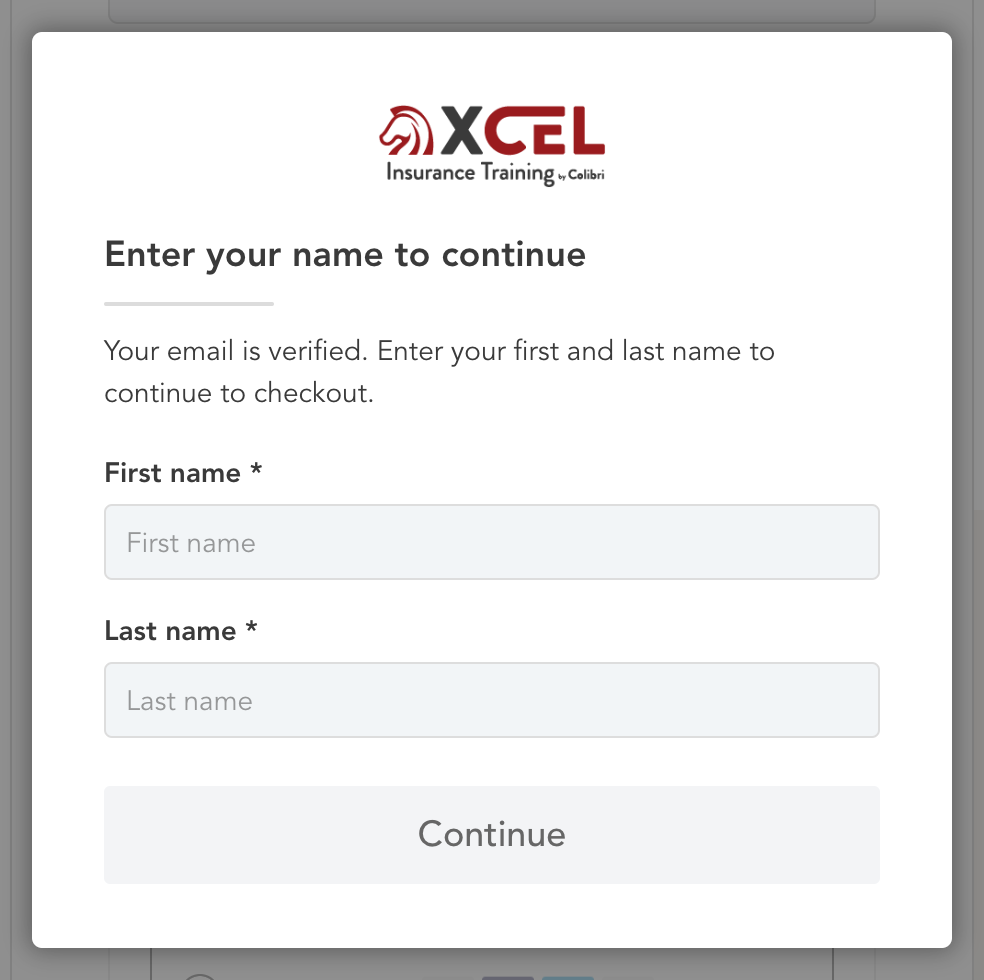 XCEL
Insurance Training by Colibri
Enter your name to continue
Your email is verified. Enter your first and last name to
continue to checkout.
First name *
First name
Last name *
Last name
Continue